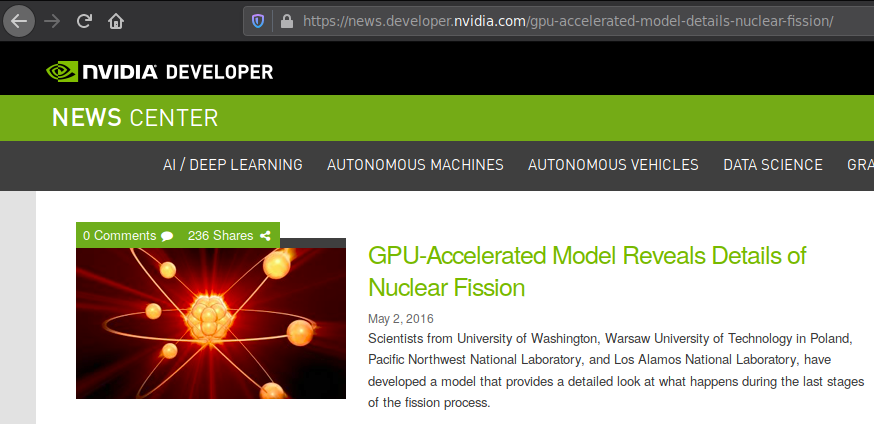 https://news.developer.nvidia.com/gpu-accelerated-model-details-nuclear-fission/
NVIDIA DEVELOPER
NEWS CENTER
AI / DEEP LEARNING AUTONOMOUS MACHINES AUTONOMOUS VEHICLES DATA SCIENCE GRA
0 Comments 236 Shares
GPU-Accelerated Model Reveals Details of
Nuclear Fission
May 2, 2016
Scientists from University of Washington, Warsaw University of Technology in Poland,
Pacific Northwest National Laboratory, and Los Alamos National Laboratory, have
developed a model that provides a detailed look at what happens during the last stages
of the fission process.